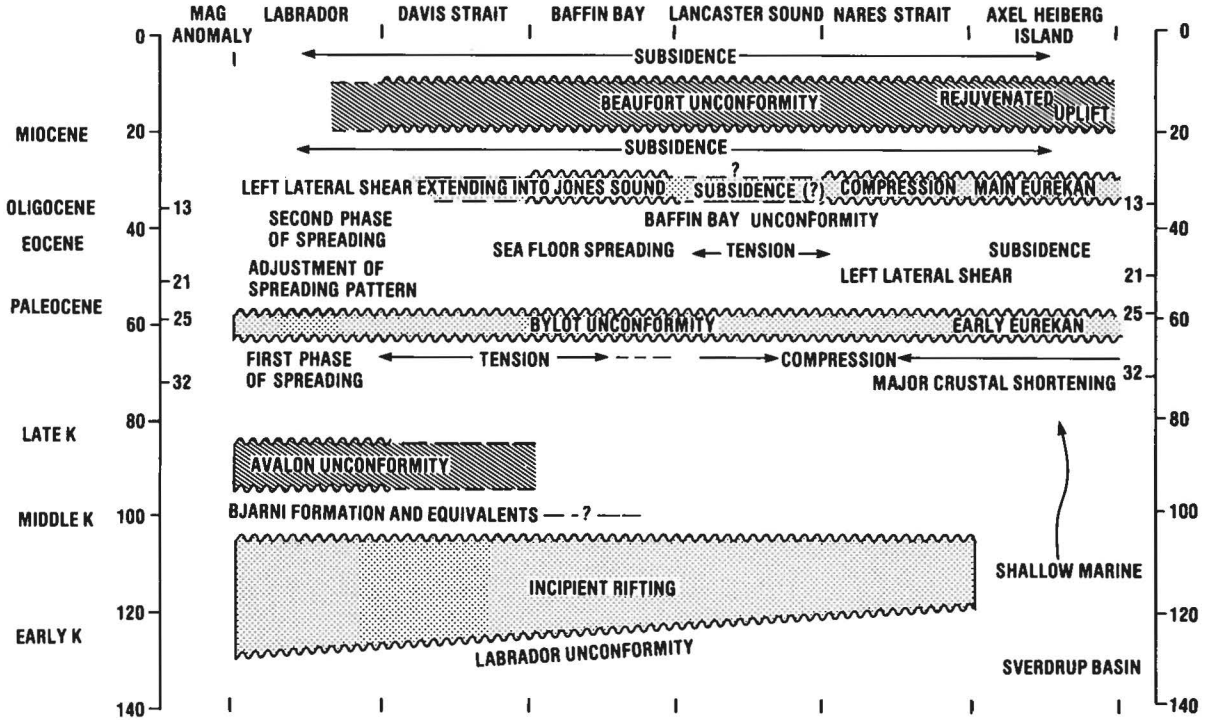 MAG ANOMALY
LABRADOR
DAVIS STRAIT
BAFFIN BAY
LANCASTER SOUND
NARES STRAIT
AXEL HEIBERG ISLAND
0
0
SUBSIDENCE
BEAUFORT UNCONFORMITY
REJUVENATED
UPLIFT
MIOCENE
20
20
SUBSIDENCE
?
LEFT LATERAL SHEAR EXTENDING INTO JONES SOUND
SUBSIDENCE (?)
COMPRESSION
MAIN EUREKAN
OLIGOCENE
13
13
SECOND PHASE OF SPREADING
BAFFIN BAY UNCONFORMITY
40
40
EOCENE
SEA FLOOR SPREADING
TENSION
SUBSIDENCE
ADJUSTMENT OF SPREADING PATTERN
LEFT LATERAL SHEAR
21
21
PALEOCENE
25
25
60
60
BYLOT UNCONFORMITY
EARLY EUREKAN
FIRST PHASE OF SPREADING
TENSION
COMPRESSION
32
32
MAJOR CRUSTAL SHORTENING
80
80
LATE K
AVALON UNCONFORMITY
BJARNI FORMATION AND EQUIVALENTS — - ? — —
MIDDLE K
100
100
INCIPIENT RIFTING
SHALLOW MARINE
120
120
EARLY K
LABRADOR UNCONFORMITY
SVERDRUP BASIN
140
140